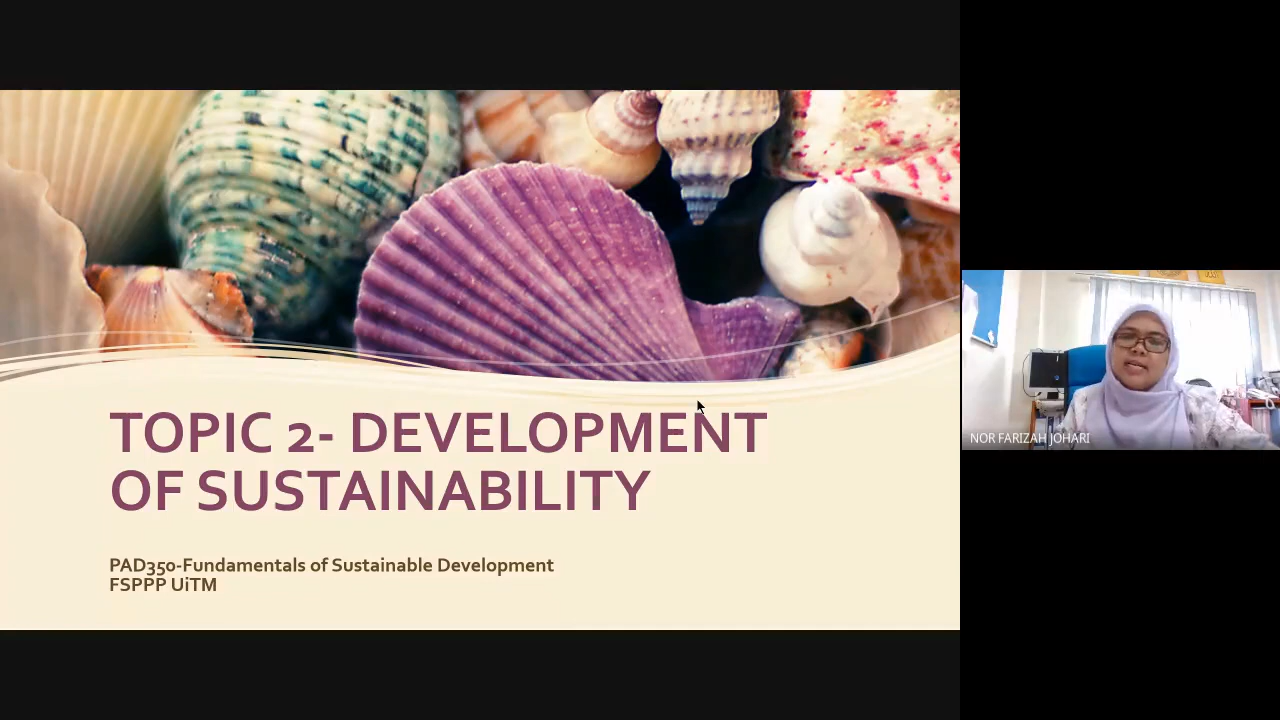 TOPIC 2- DEVELOPMENT
OF SUSTAINABILITY
PAD350-Fundamentals of Sustainable Development
FSPPP UiTM
NOR FARIZAH JOHARI